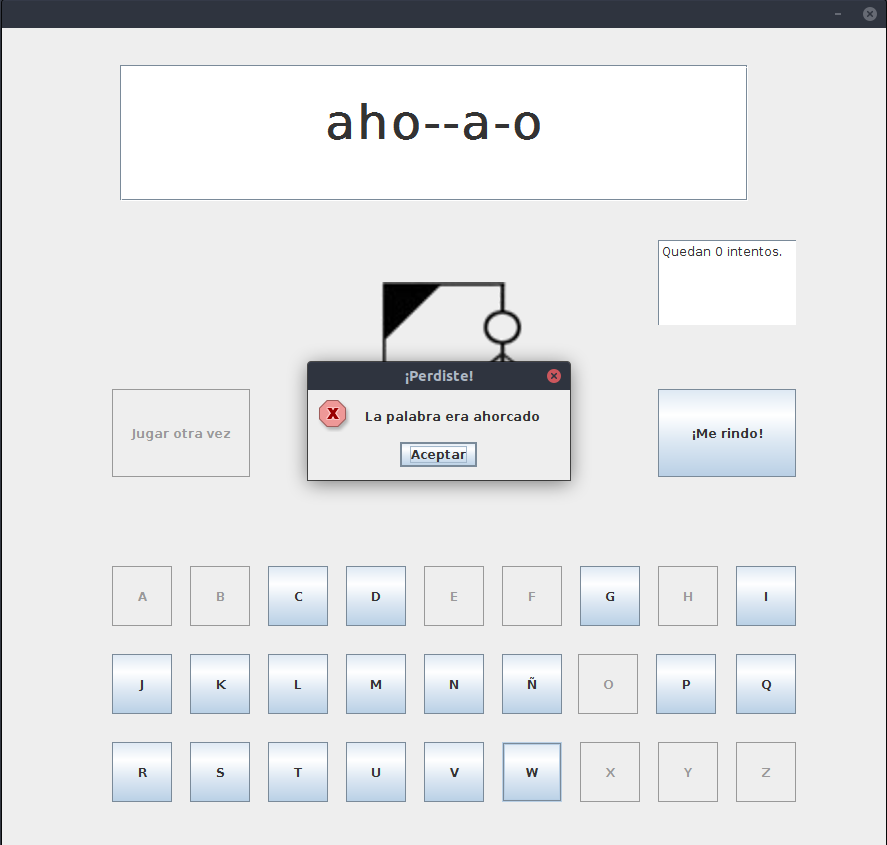 aho--a-o
Quedan 0 intentos.
¡Perdiste!
X
La palabra era ahorcado
Aceptar
Jugar otra vez
¡Me rindo!
A B C D E F G H I
J K L M N Ñ O P Q
R S T U V W X Y Z